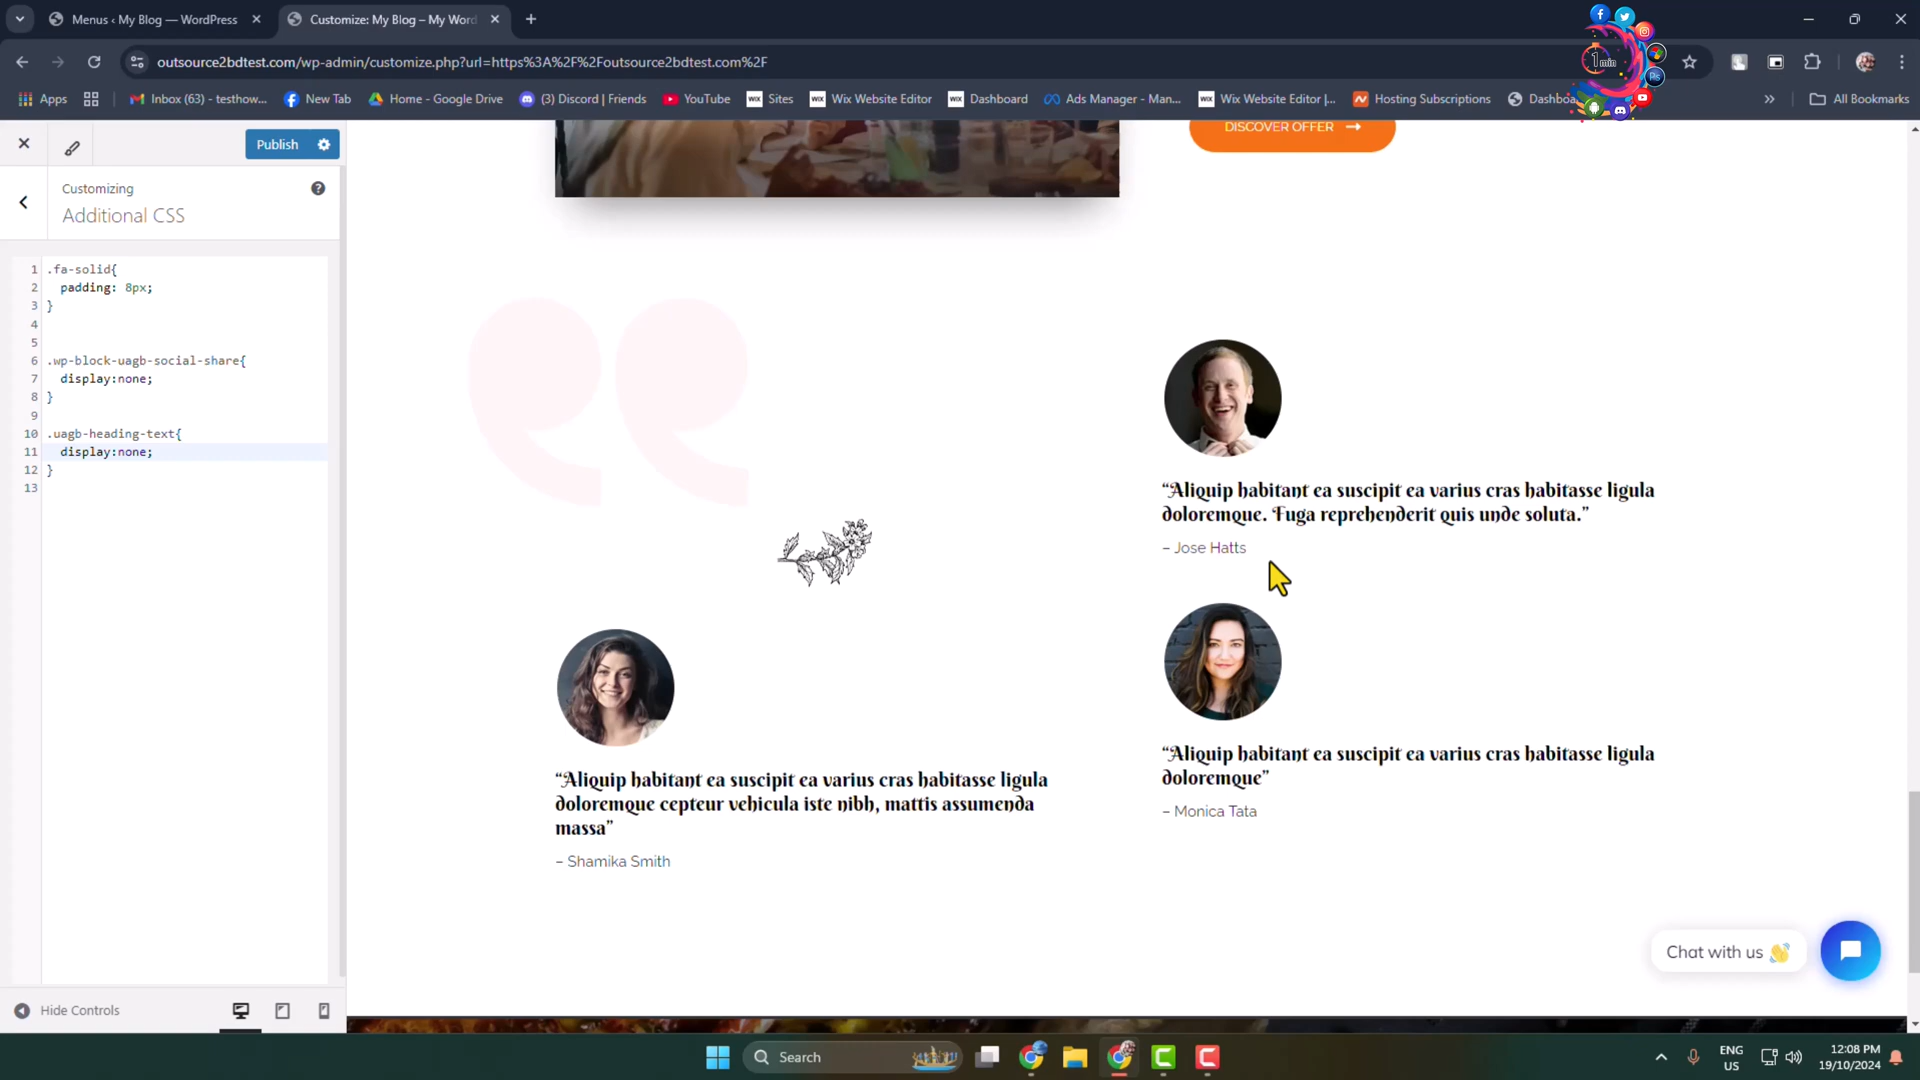 Menus ‹ My Blog — WordPress
Customize: My Blog – My Word
outsource2bdtest.com/wp-admin/customize.php?url=https%3A%2F%2Foutsource2bdtest.com%2F
1min
Apps
Inbox (63) - testhow...
New Tab
Home - Google Drive
(3) Discord | Friends
YouTube
WIX Sites
WIX Wix Website Editor
WIX Dashboard
Ads Manager - Man...
WIX Wix Website Editor |...
Hosting Subscriptions
Dashboa
All Bookmarks
Publish
Customizing
Additional CSS
1 .fa-solid{
2 padding: 8px;
3 }
4
5
6 .wp-block-uagb-social-share{
7 display:none;
8 }
9
10 .uagb-heading-text{
11 display:none;
12 }
13
Hide Controls
DISCOVER OFFER →
“Aliquip habitant ea suscipit ea varius cras habitasse ligula
doloremque. Fuga reprehenderit quis unde soluta.”
– Jose Hatts
“Aliquip habitant ea suscipit ea varius cras habitasse ligula
doloremque”
– Monica Tata
“Aliquip habitant ea suscipit ea varius cras habitasse ligula
doloremque cepteur vehicula iste nibh, mattis assumenda
massa”
– Shamika Smith
Chat with us 👋
Search
ENG
US
12:08 PM
19/10/2024